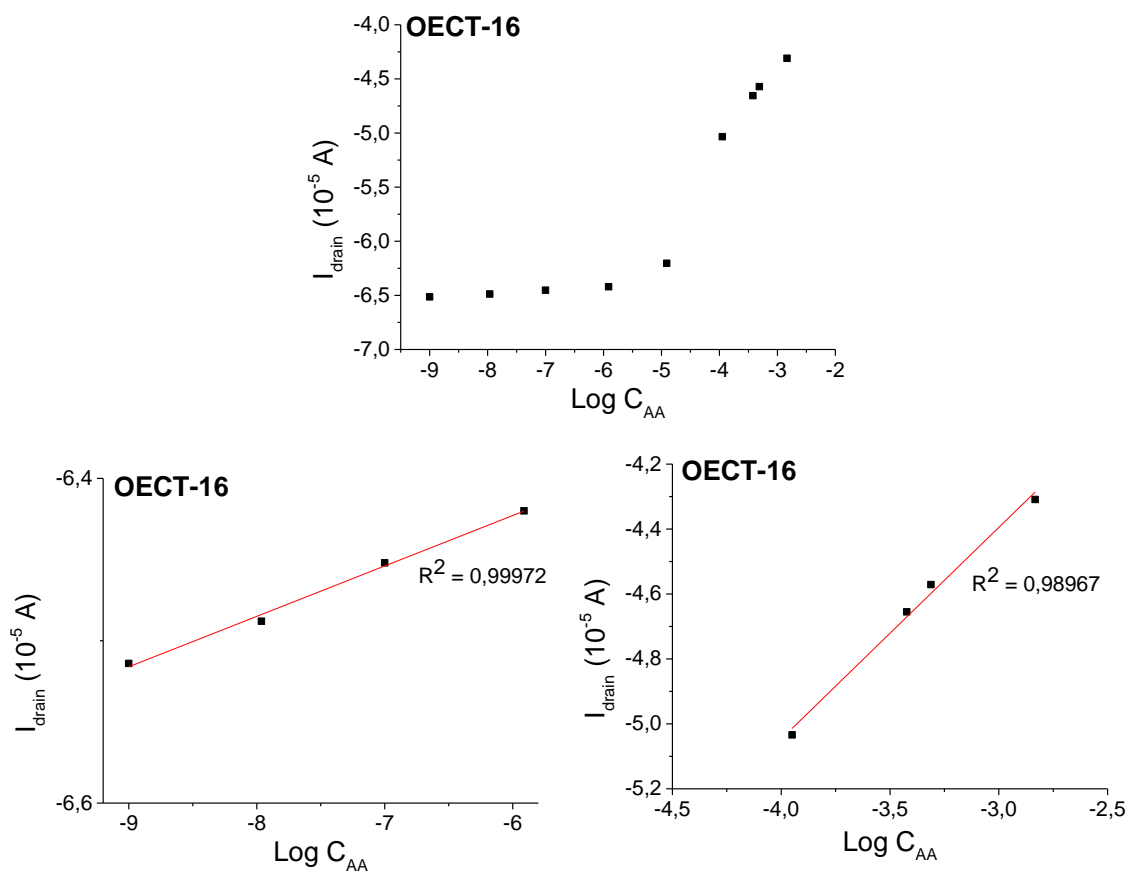 OECT-16
-4,0
-4,5
-5,0
-5,5
-6,0
-6,5
-7,0
I_drain (10^-5 A)
-9 -8 -7 -6 -5 -4 -3 -2
Log C_AA
OECT-16
-6,4
-6,6
I_drain (10^-5 A)
R^2 = 0,99972
-9 -8 -7 -6
Log C_AA
OECT-16
-4,2
-4,4
-4,6
-4,8
-5,0
-5,2
I_drain (10^-5 A)
R^2 = 0,98967
-4,5 -4,0 -3,5 -3,0 -2,5
Log C_AA